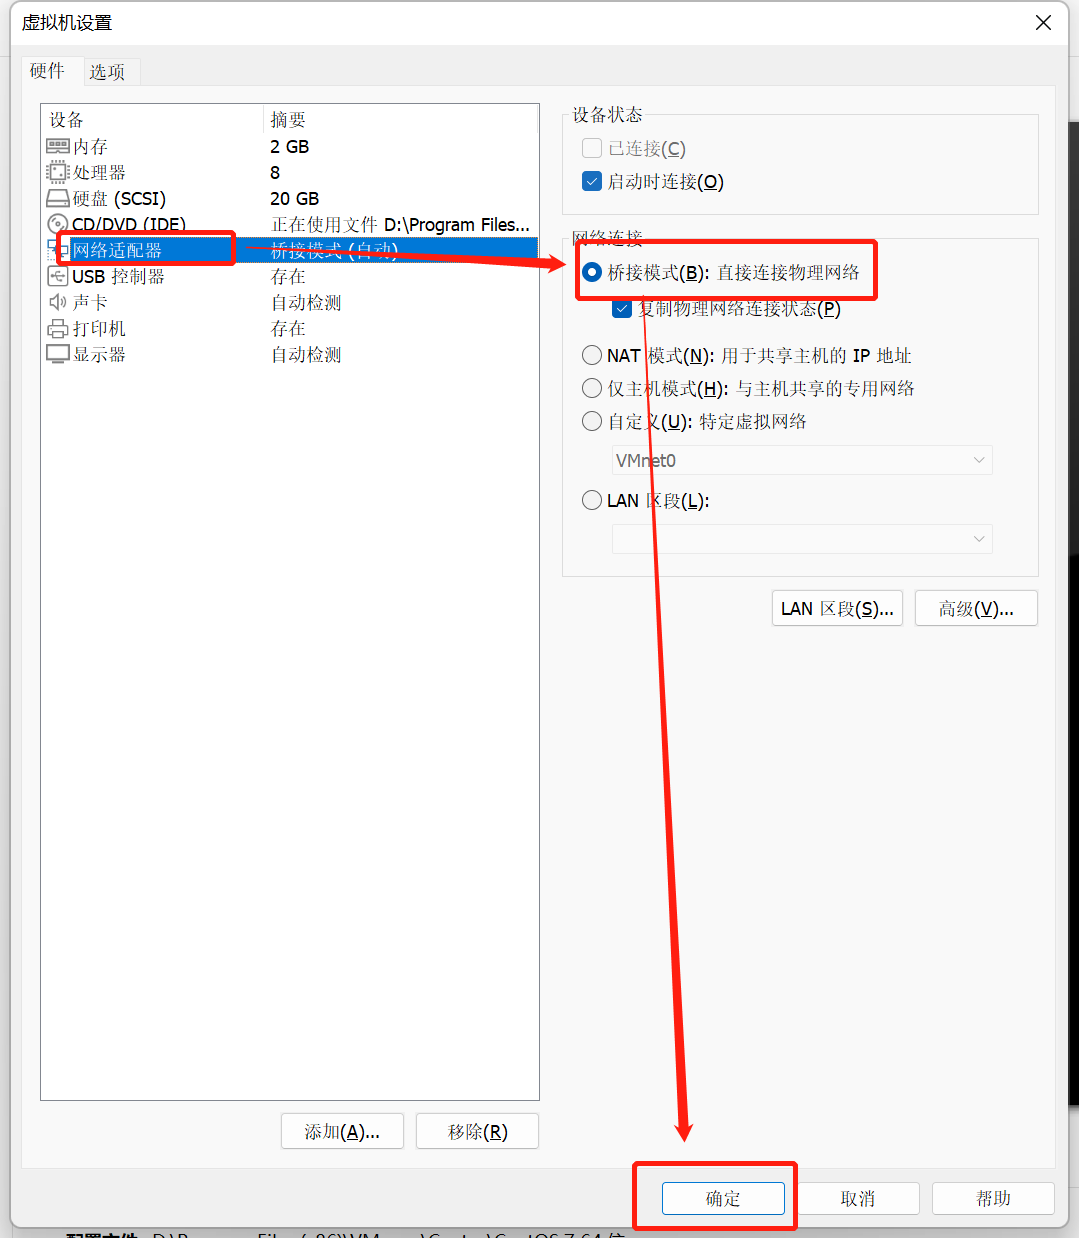 虚拟机设置
硬件 选项
设备 摘要
内存 2 GB
处理器 8
硬盘 (SCSI) 20 GB
CD/DVD (IDE) 正在使用文件 D:\Program Files...
网络适配器 桥接模式 (自动)
USB 控制器 存在
声卡 自动检测
打印机 存在
显示器 自动检测
添加(A)... 移除(R)
设备状态
已连接(C)
启动时连接(O)
网络连接
桥接模式(B): 直接连接物理网络
复制物理网络连接状态(P)
NAT 模式(N): 用于共享主机的 IP 地址
仅主机模式(H): 与主机共享的专用网络
自定义(U): 特定虚拟网络
VMnet0
LAN 区段(L):
LAN 区段(S)... 高级(V)...
确定 取消 帮助